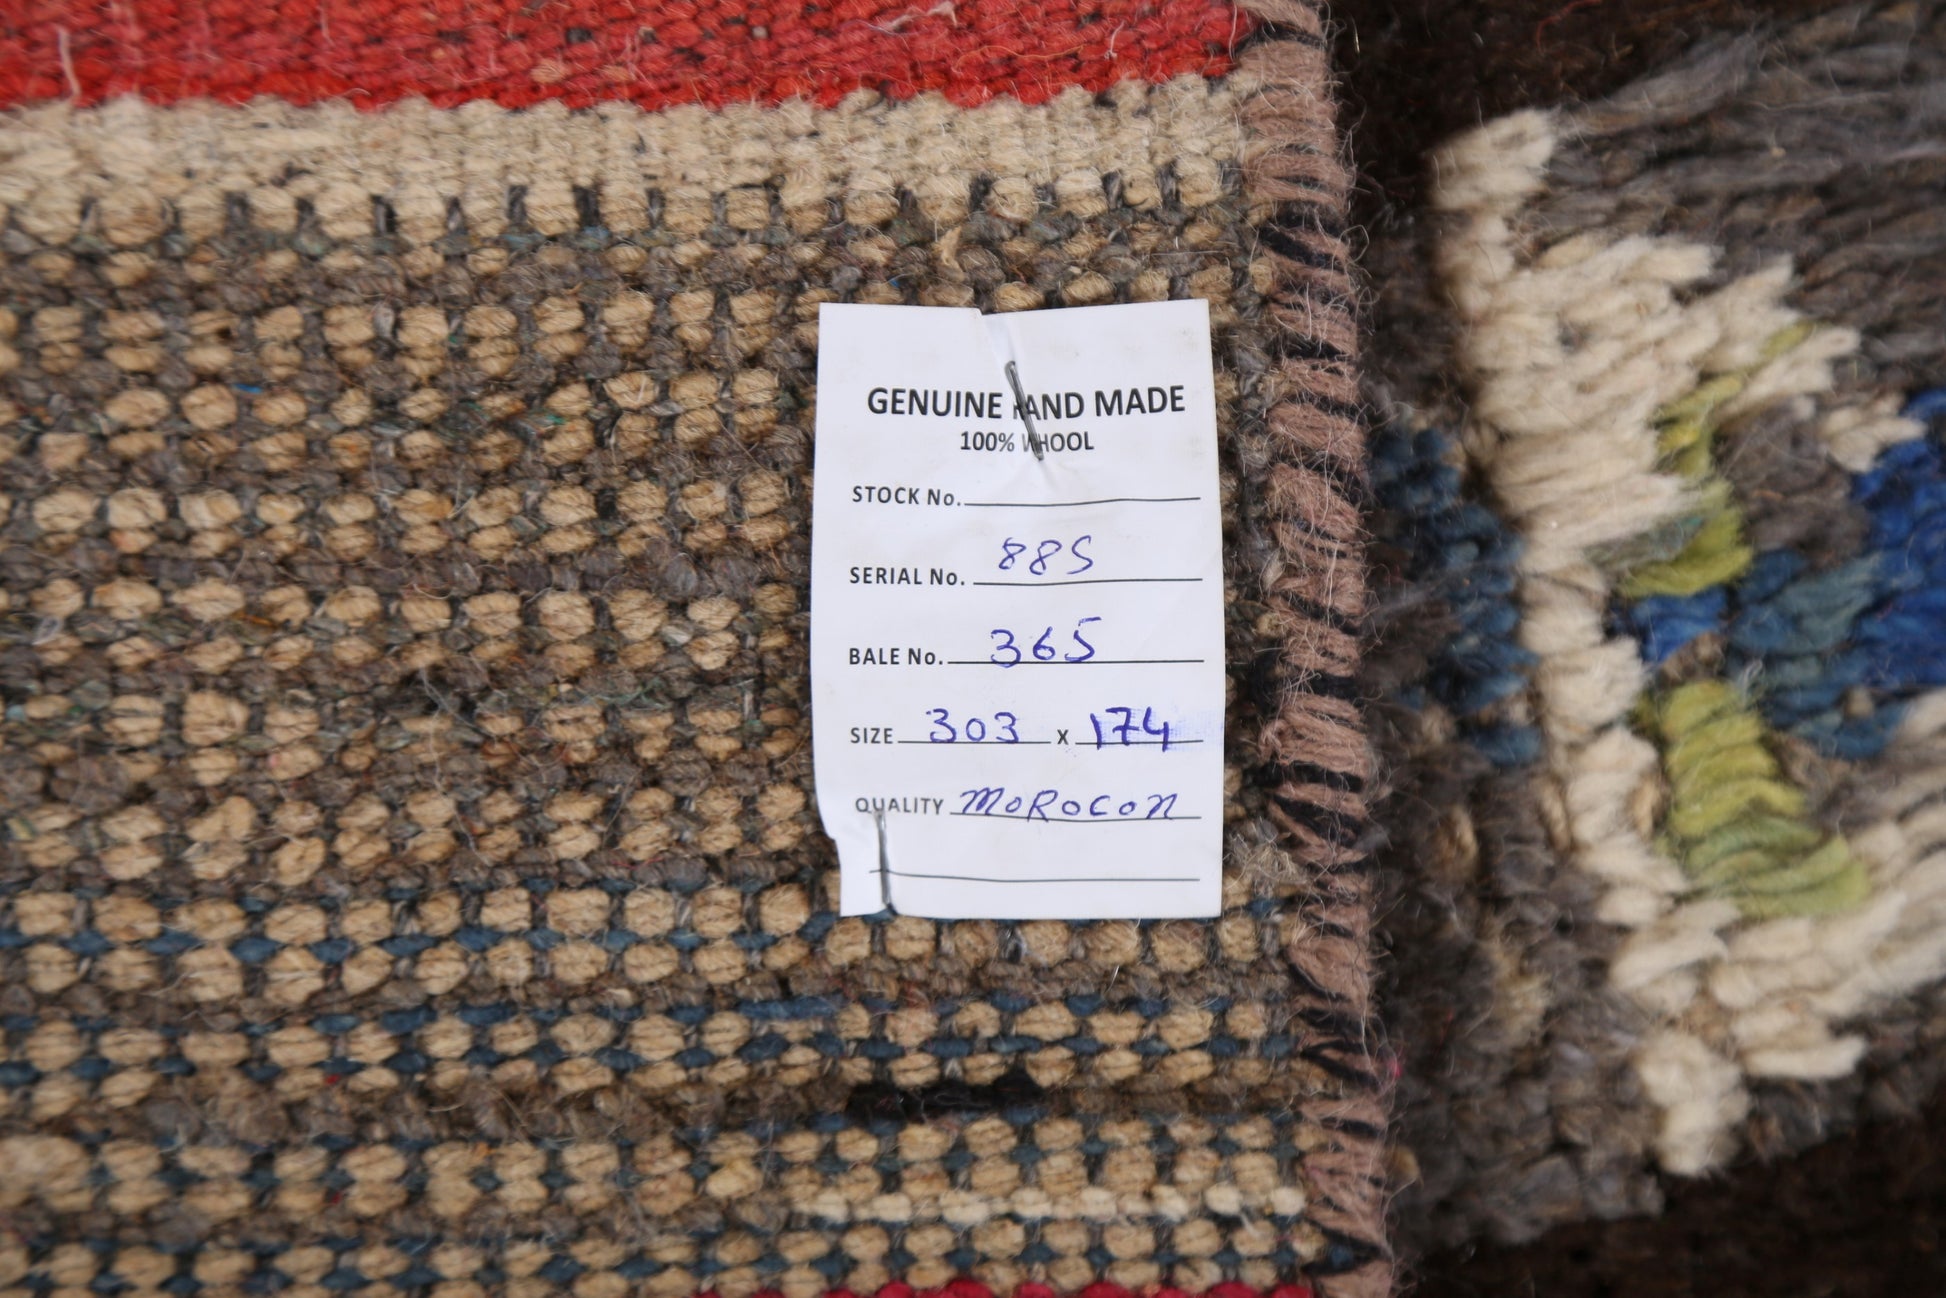 GENUINE HAND MADE
100% WHOOL
STOCK No.
SERIAL No. 885
BALE No. 365
SIZE 303 x 174
QUALITY MOROCON